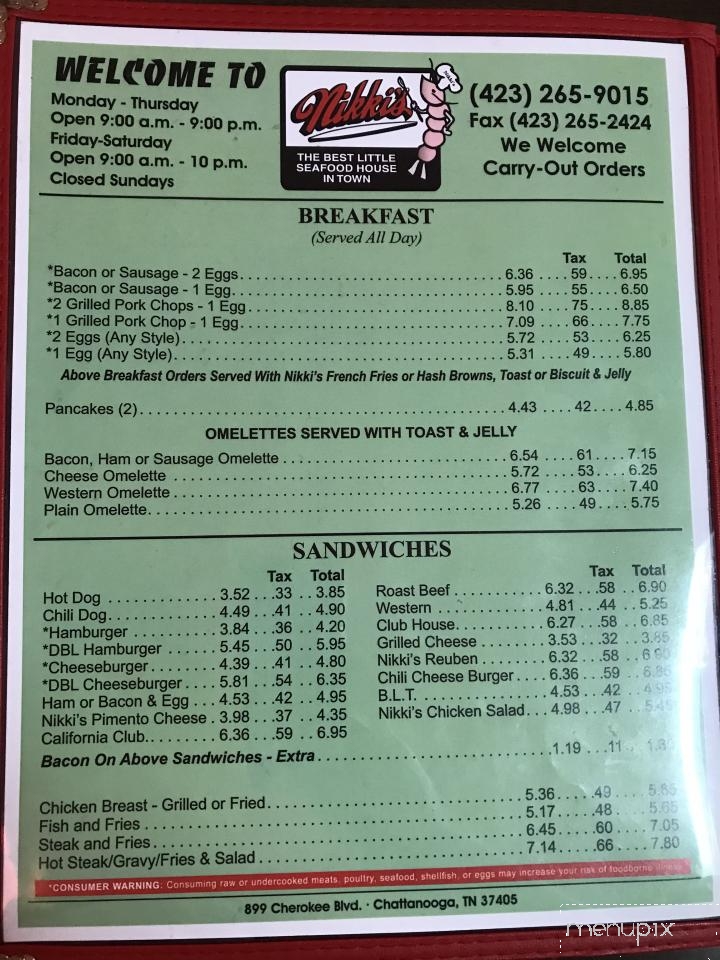 WELCOME TO
Monday - Thursday
Open 9:00 a.m. - 9:00 p.m.
Friday-Saturday
Open 9:00 a.m. - 10 p.m.
Closed Sundays
Nikki's
THE BEST LITTLE
SEAFOOD HOUSE
IN TOWN
(423) 265-9015
Fax (423) 265-2424
We Welcome
Carry-Out Orders
BREAKFAST
(Served All Day)
Tax Total
*Bacon or Sausage - 2 Eggs 6.36 .59 6.95
*Bacon or Sausage - 1 Egg 5.95 .55 6.50
*2 Grilled Pork Chops - 1 Egg 8.10 .75 8.85
*1 Grilled Pork Chop - 1 Egg 7.09 .66 7.75
*2 Eggs (Any Style) 5.72 .53 6.25
*1 Egg (Any Style) 5.31 .49 5.80
Above Breakfast Orders Served With Nikki's French Fries or Hash Browns, Toast or Biscuit & Jelly
Pancakes (2) 4.43 .42 4.85
OMELETTES SERVED WITH TOAST & JELLY
Bacon, Ham or Sausage Omelette 6.54 .61 7.15
Cheese Omelette 5.72 .53 6.25
Western Omelette 6.77 .63 7.40
Plain Omelette 5.26 .49 5.75
SANDWICHES
Tax Total
Hot Dog 3.52 .33 3.85
Chili Dog 4.49 .41 4.90
*Hamburger 3.84 .36 4.20
*DBL Hamburger 5.45 .50 5.95
*Cheeseburger 4.39 .41 4.80
*DBL Cheeseburger 5.81 .54 6.35
Ham or Bacon & Egg 4.53 .42 4.95
Nikki's Pimento Cheese 3.98 .37 4.35
California Club 6.36 .59 6.95
Tax Total
Roast Beef 6.32 .58 6.90
Western 4.81 .44 5.25
Club House 6.27 .58 6.85
Grilled Cheese 3.53 .32 3.85
Nikki's Reuben 6.32 .58 6.90
Chili Cheese Burger 6.36 .59
B.L.T. 4.53 .42 4.95
Nikki's Chicken Salad 4.98 .47 5.45
Bacon On Above Sandwiches - Extra 1.19 .11 1.30
Chicken Breast - Grilled or Fried 5.36 .49 5.85
Fish and Fries 5.17 .48 5.65
Steak and Fries 6.45 .60 7.05
Hot Steak/Gravy/Fries & Salad 7.14 .66 7.80
*CONSUMER WARNING: Consuming raw or undercooked meats, poultry, seafood, shellfish, or eggs may increase your risk of foodborne illness
899 Cherokee Blvd. · Chattanooga, TN 37405
menupix